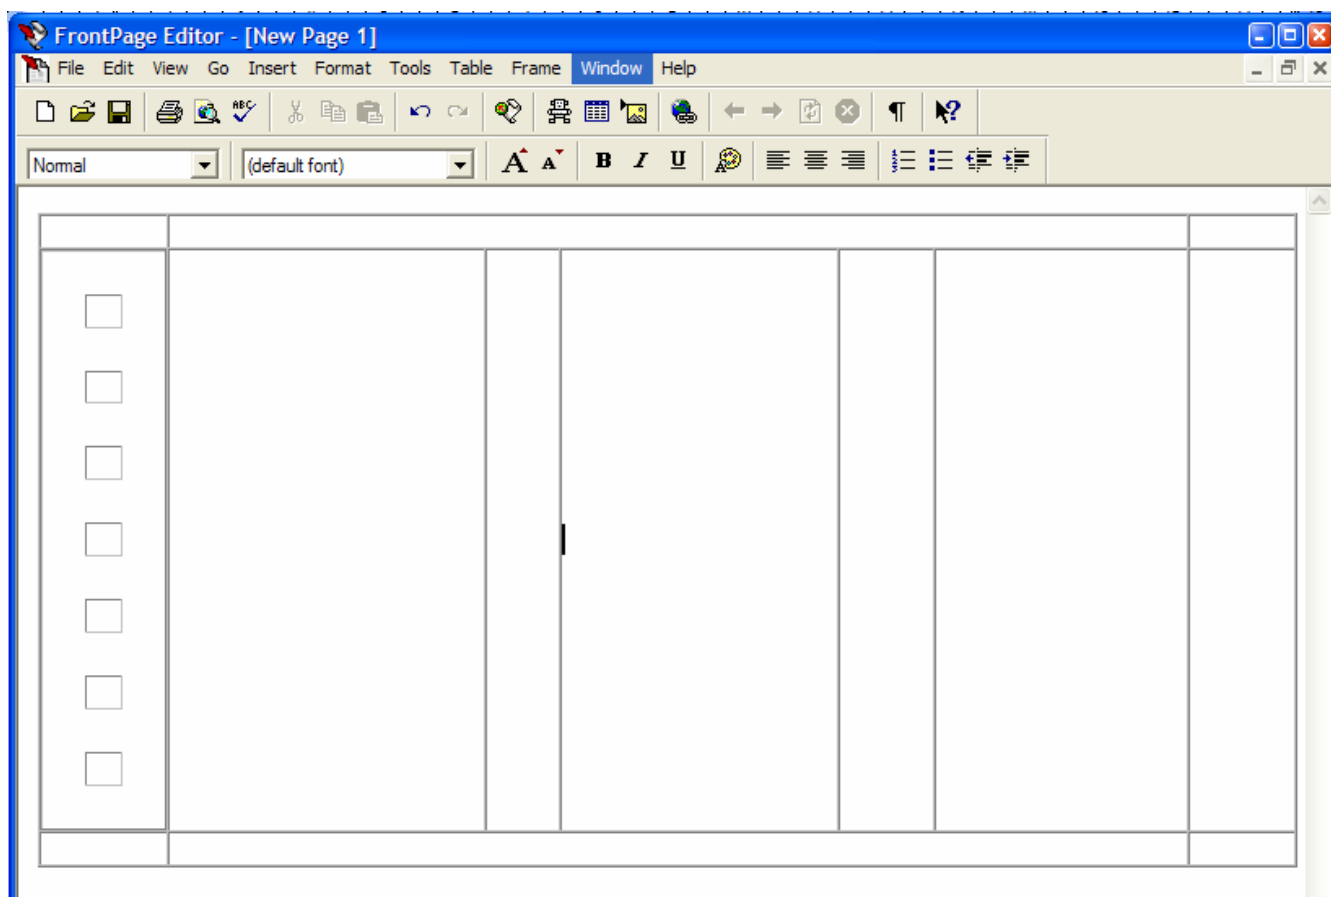 FrontPage Editor - [New Page 1]
File Edit View Go Insert Format Tools Table Frame Window Help
Normal (default font) A A B I U